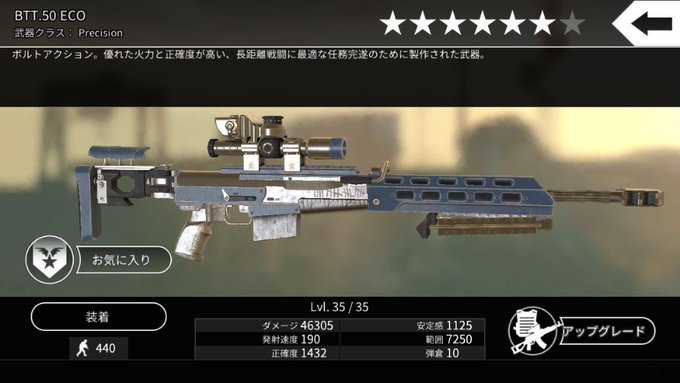 BTT.50 ECO
武器クラス： Precision
ボルトアクション。優れた火力と正確度が高い、長距離戦闘に最適な任務完遂のために製作された武器。
お気に入り
Lvl. 35 / 35
装着
ダメージ 46305 安定感 1125
発射速度 190 範囲 7250
正確度 1432 弾倉 10
440
アップグレード